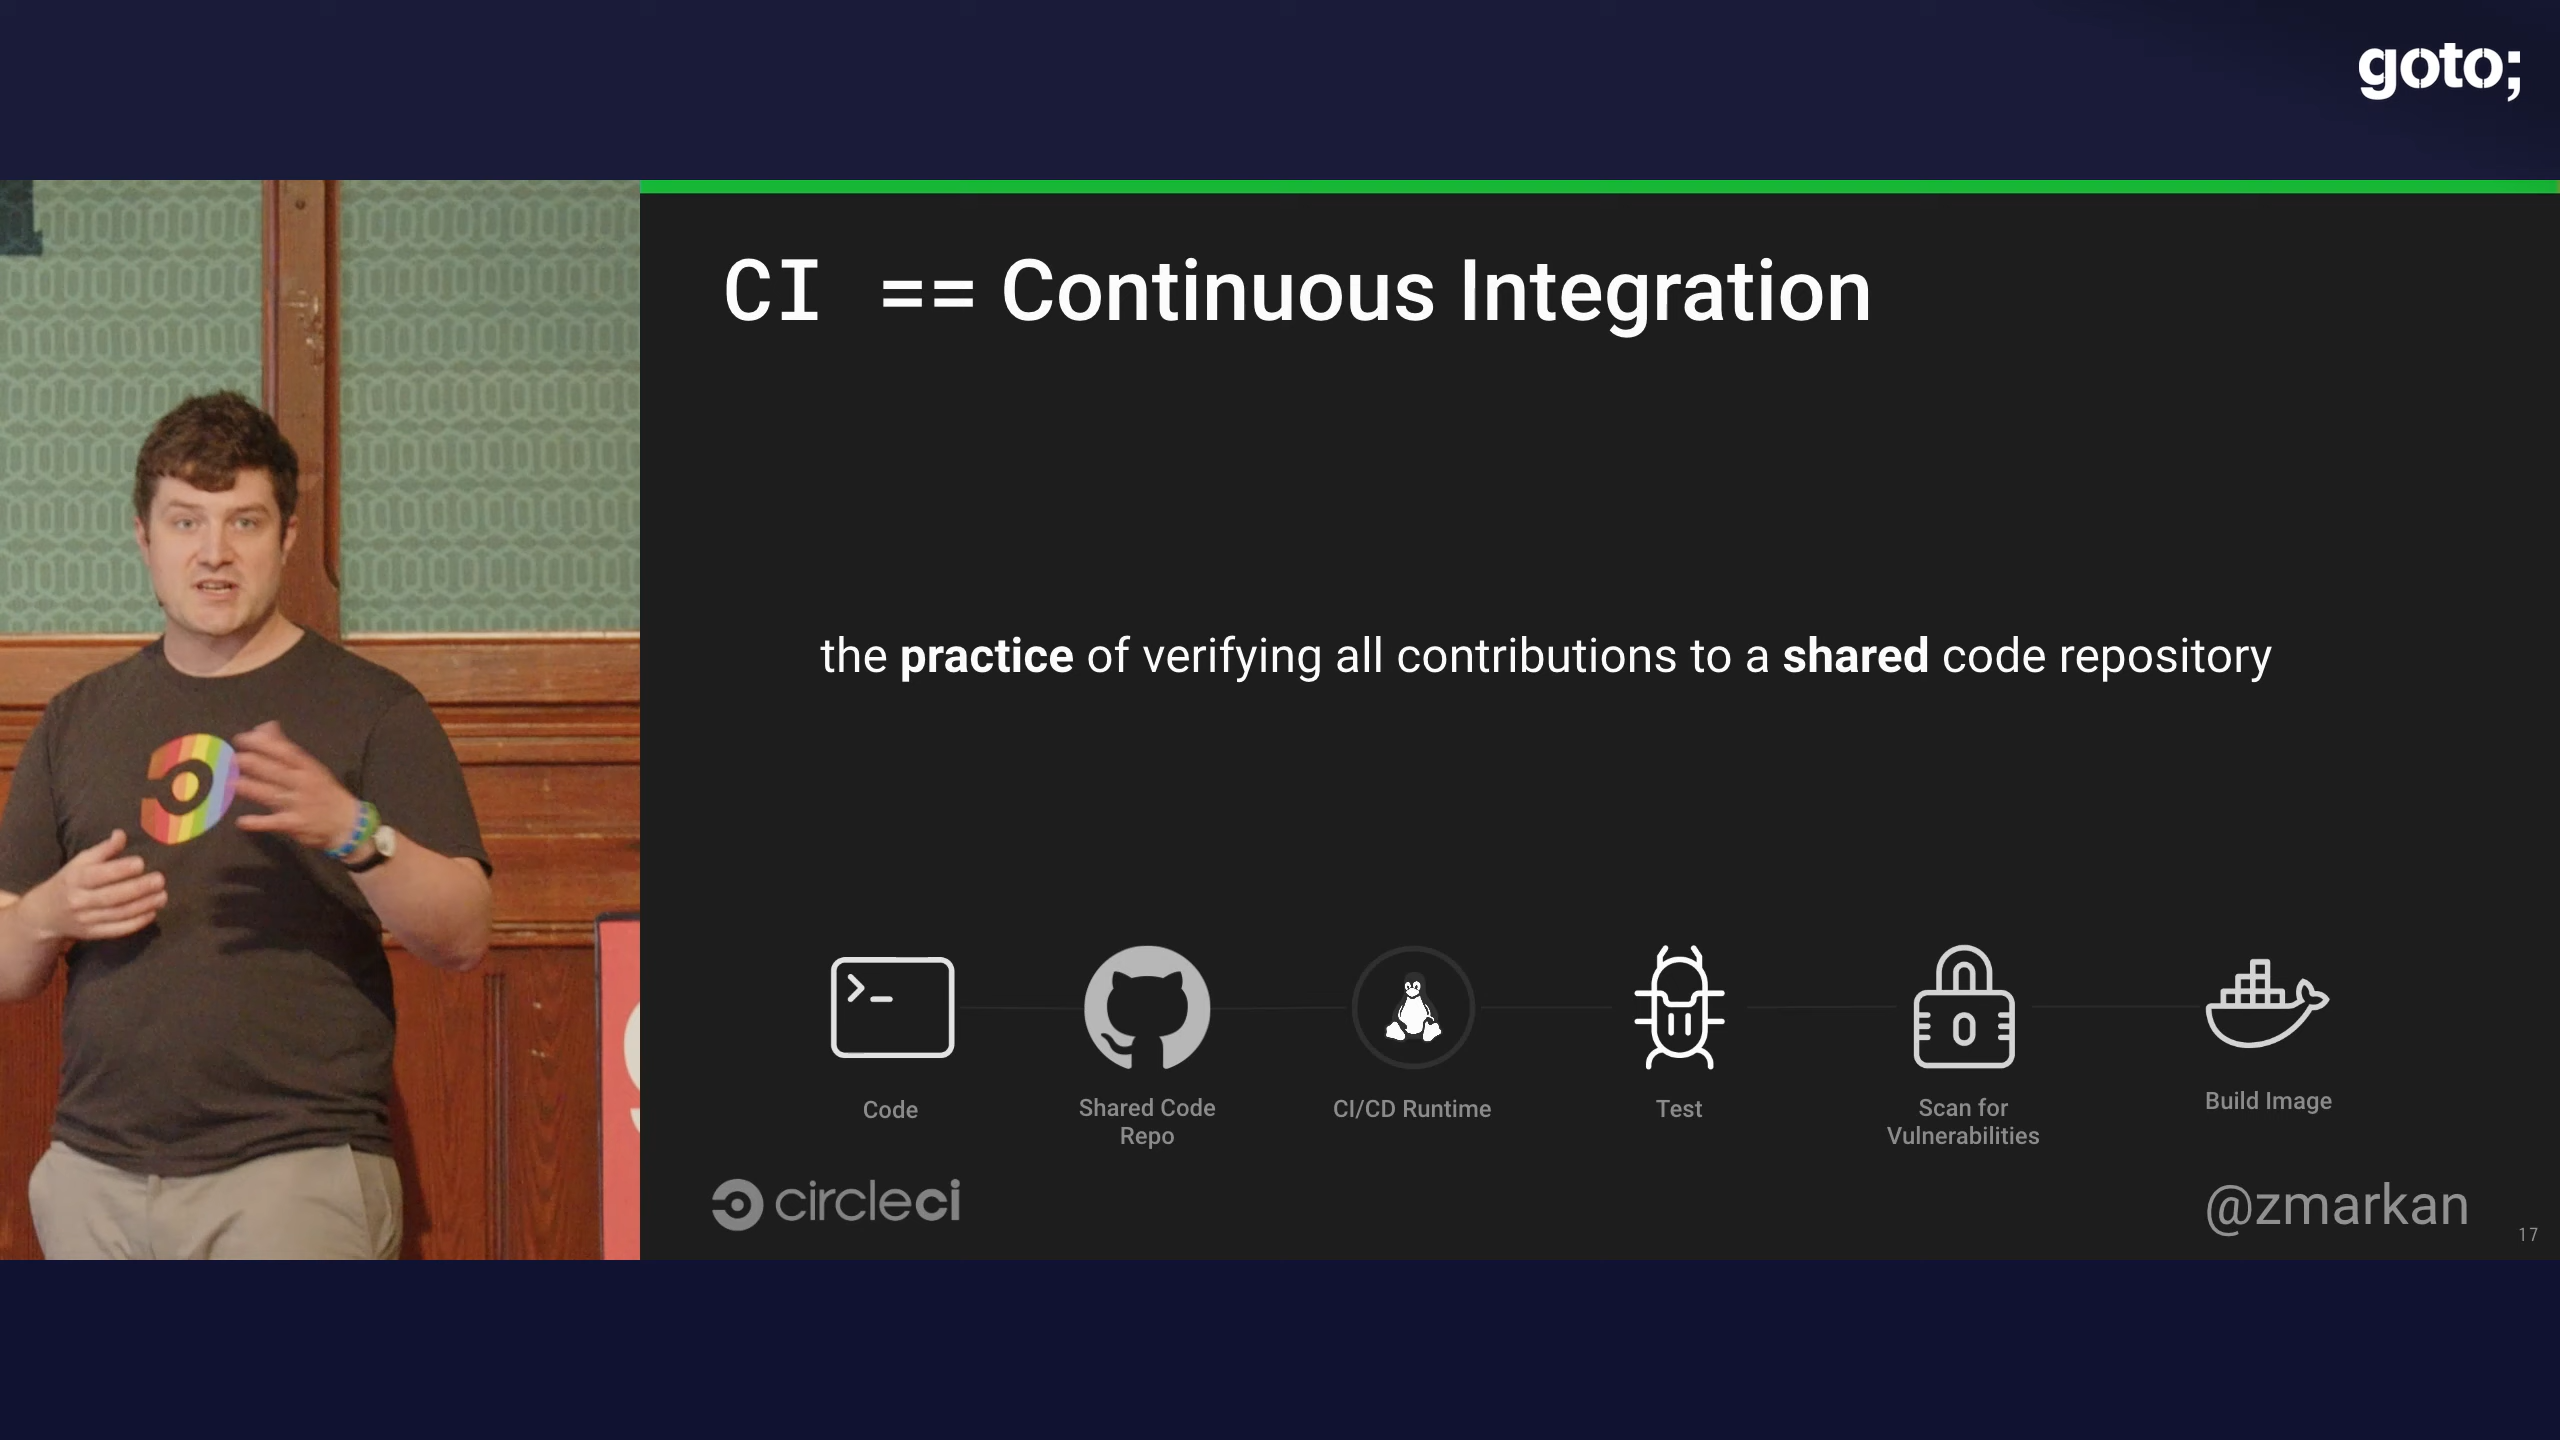 goto;
CI == Continuous Integration
the practice of verifying all contributions to a shared code repository
Code
Shared Code
Repo
CI/CD Runtime
Test
Scan for
Vulnerabilities
Build Image
circleci
@zmarkan
17